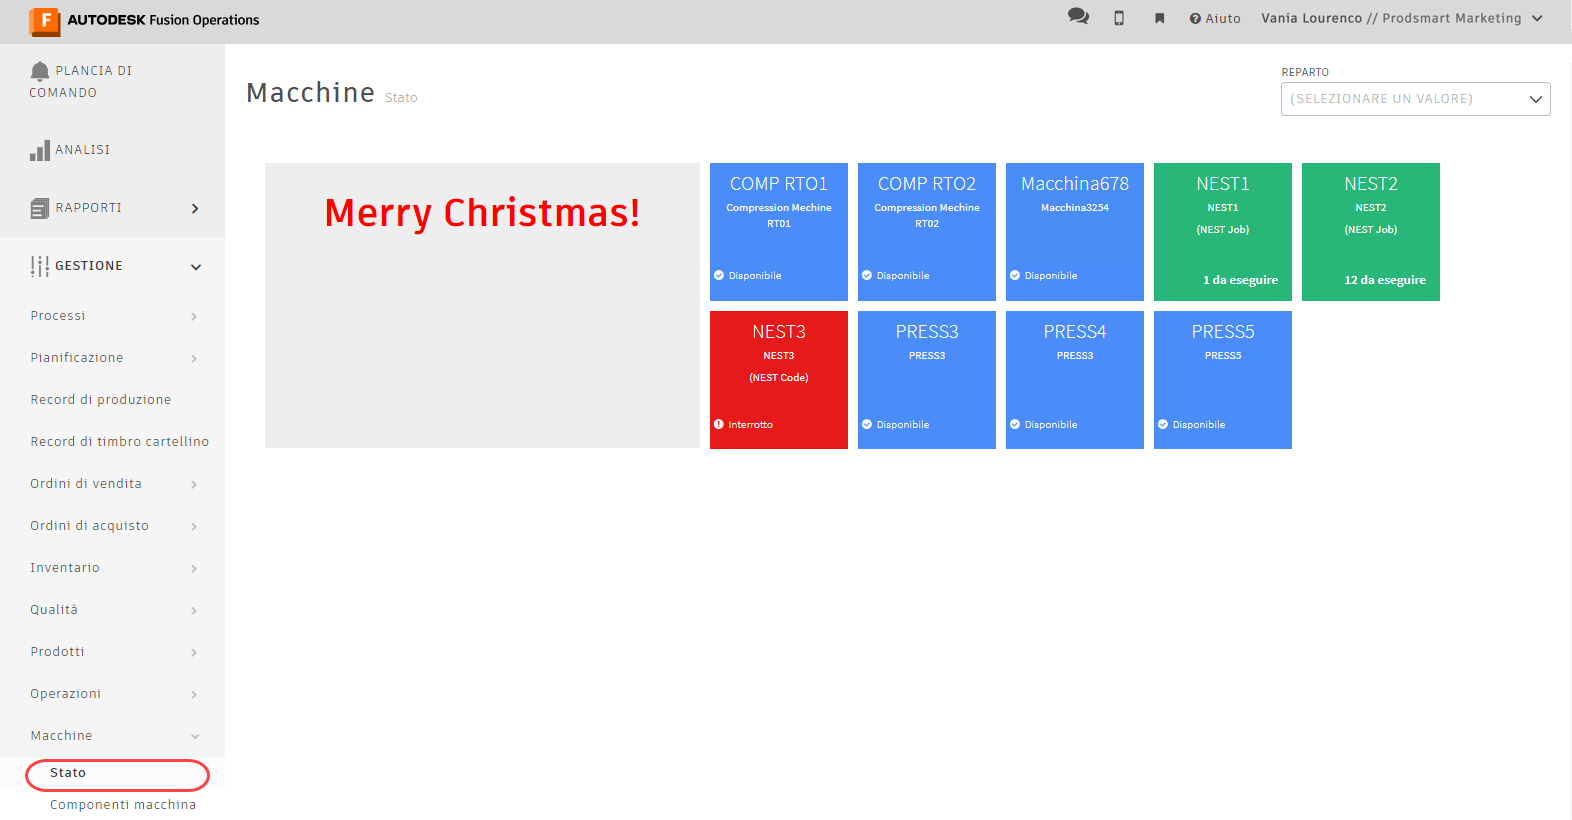 AUTODESK Fusion Operations
Aiuto
Vania Lourenco // Prodsmart Marketing
PLANCIA DI
COMANDO
ANALISI
RAPPORTI
GESTIONE
Processi
Pianificazione
Record di produzione
Record di timbro cartellino
Ordini di vendita
Ordini di acquisto
Inventario
Qualità
Prodotti
Operazioni
Macchine
Stato
Componenti macchina
Macchine Stato
REPARTO
(SELEZIONARE UN VALORE)
Merry Christmas!
COMP RTO1
Compression Mechine
RT01
Disponibile
COMP RTO2
Compression Mechine
RT02
Disponibile
Macchina678
Macchina3254
Disponibile
NEST1
NEST1
(NEST Job)
1 da eseguire
NEST2
NEST2
(NEST Job)
12 da eseguire
NEST3
NEST3
(NEST Code)
Interrotto
PRESS3
PRESS3
Disponibile
PRESS4
PRESS3
Disponibile
PRESS5
PRESS5
Disponibile